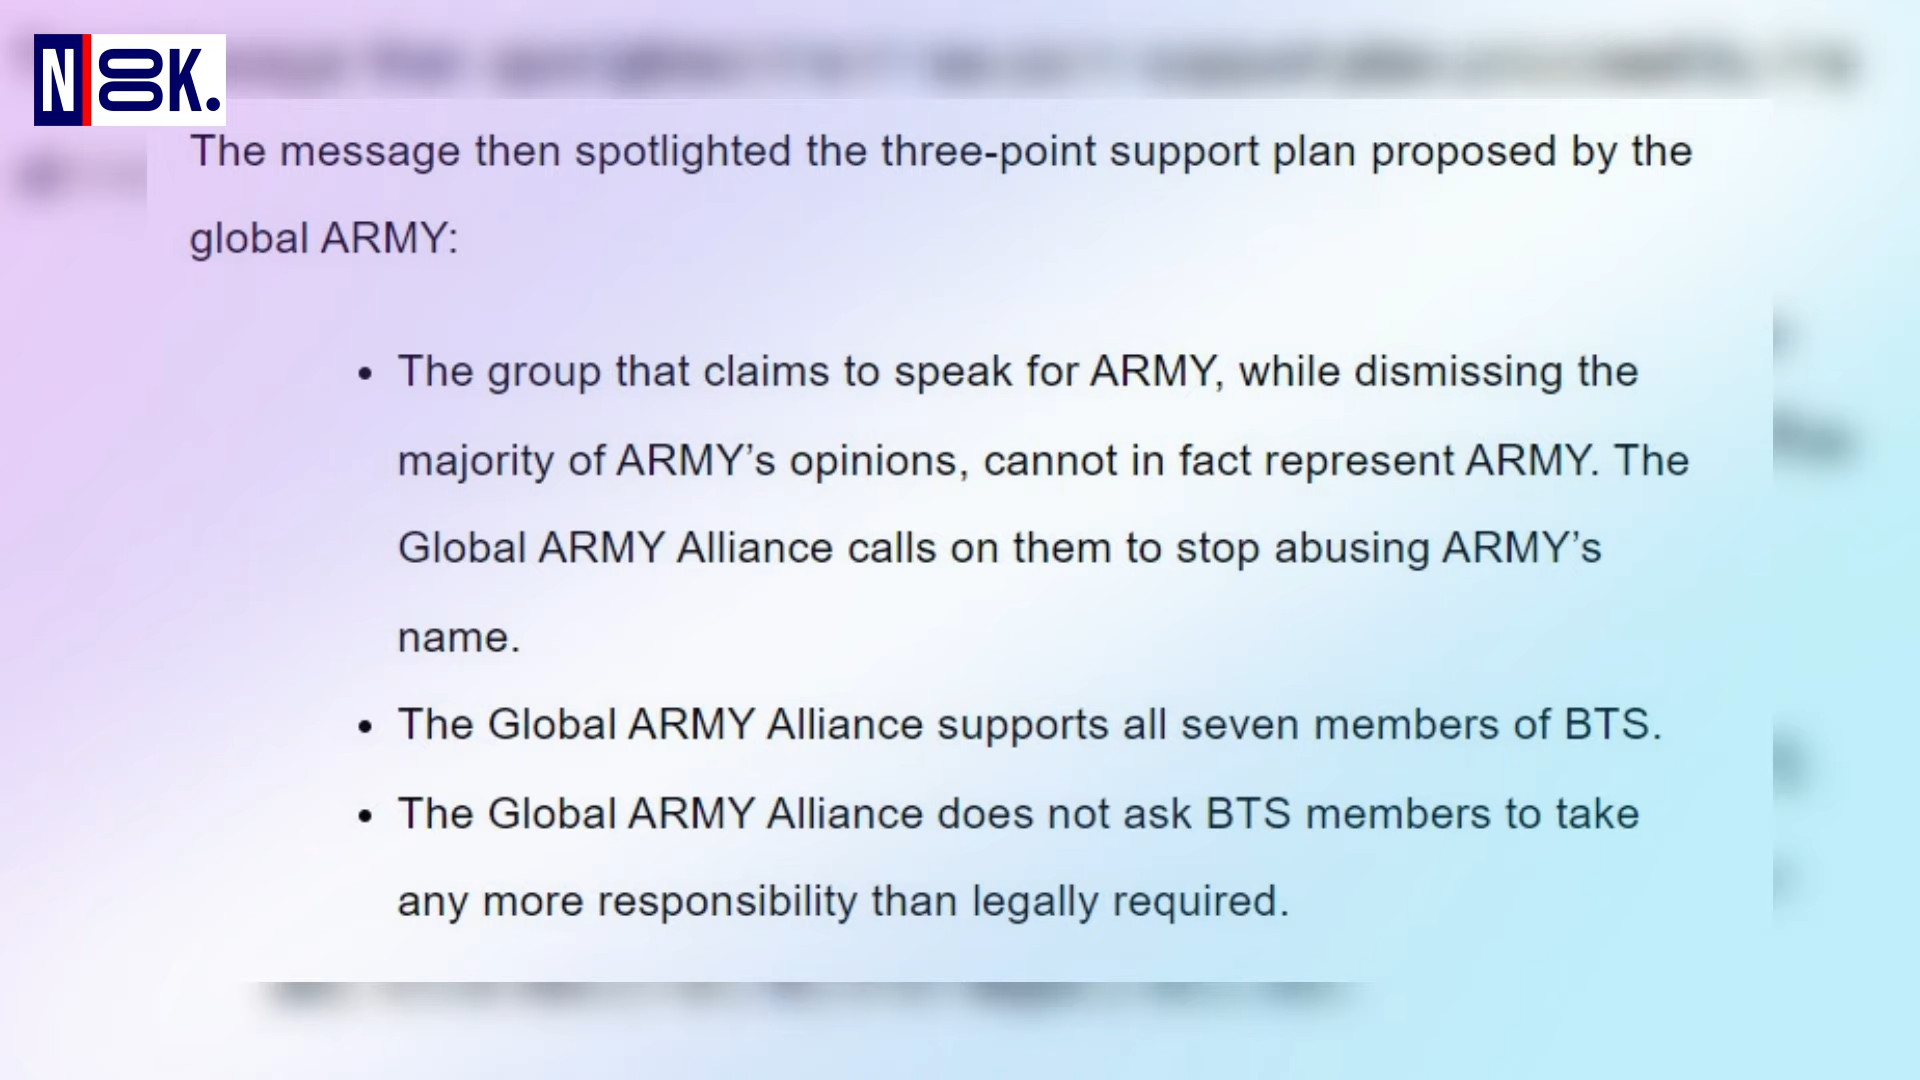 NOOK.
The message then spotlighted the three-point support plan proposed by the
global ARMY:
• The group that claims to speak for ARMY, while dismissing the
majority of ARMY’s opinions, cannot in fact represent ARMY. The
Global ARMY Alliance calls on them to stop abusing ARMY’s
name.
• The Global ARMY Alliance supports all seven members of BTS.
• The Global ARMY Alliance does not ask BTS members to take
any more responsibility than legally required.